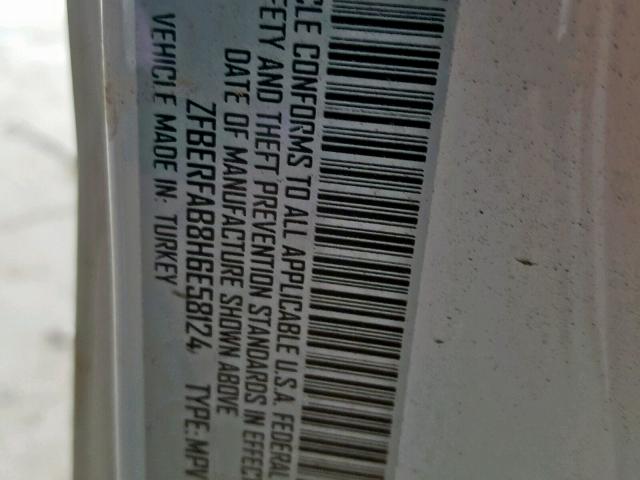 CLE CONFORMS TO ALL APPLICABLE U.S.A. FEDERAL
FETY AND THEFT PREVENTION STANDARDS IN EFFECT
DATE OF MANUFACTURE SHOWN ABOVE
ZFBERFAB8H6E58124, TYPE:MPV
VEHICLE MADE IN: TURKEY